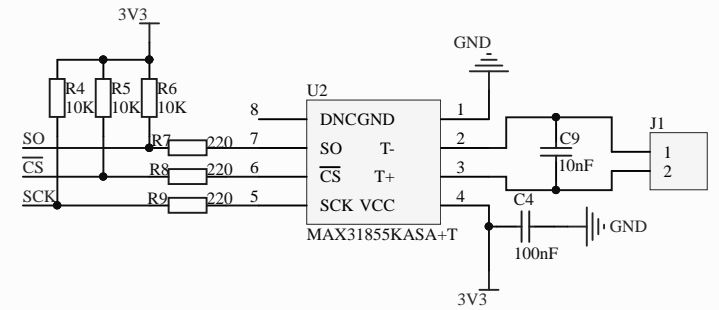 3V3
GND
R4 R5 R6 U2
10K 10K 10K 8 DNC GND 1 J1
SO R7 220 7 SO T- 2 C9 1
CS R8 220 6 CS T+ 3 10nF 2
SCK R9 220 5 SCK VCC 4 C4
MAX31855KASA+T GND
100nF
3V3